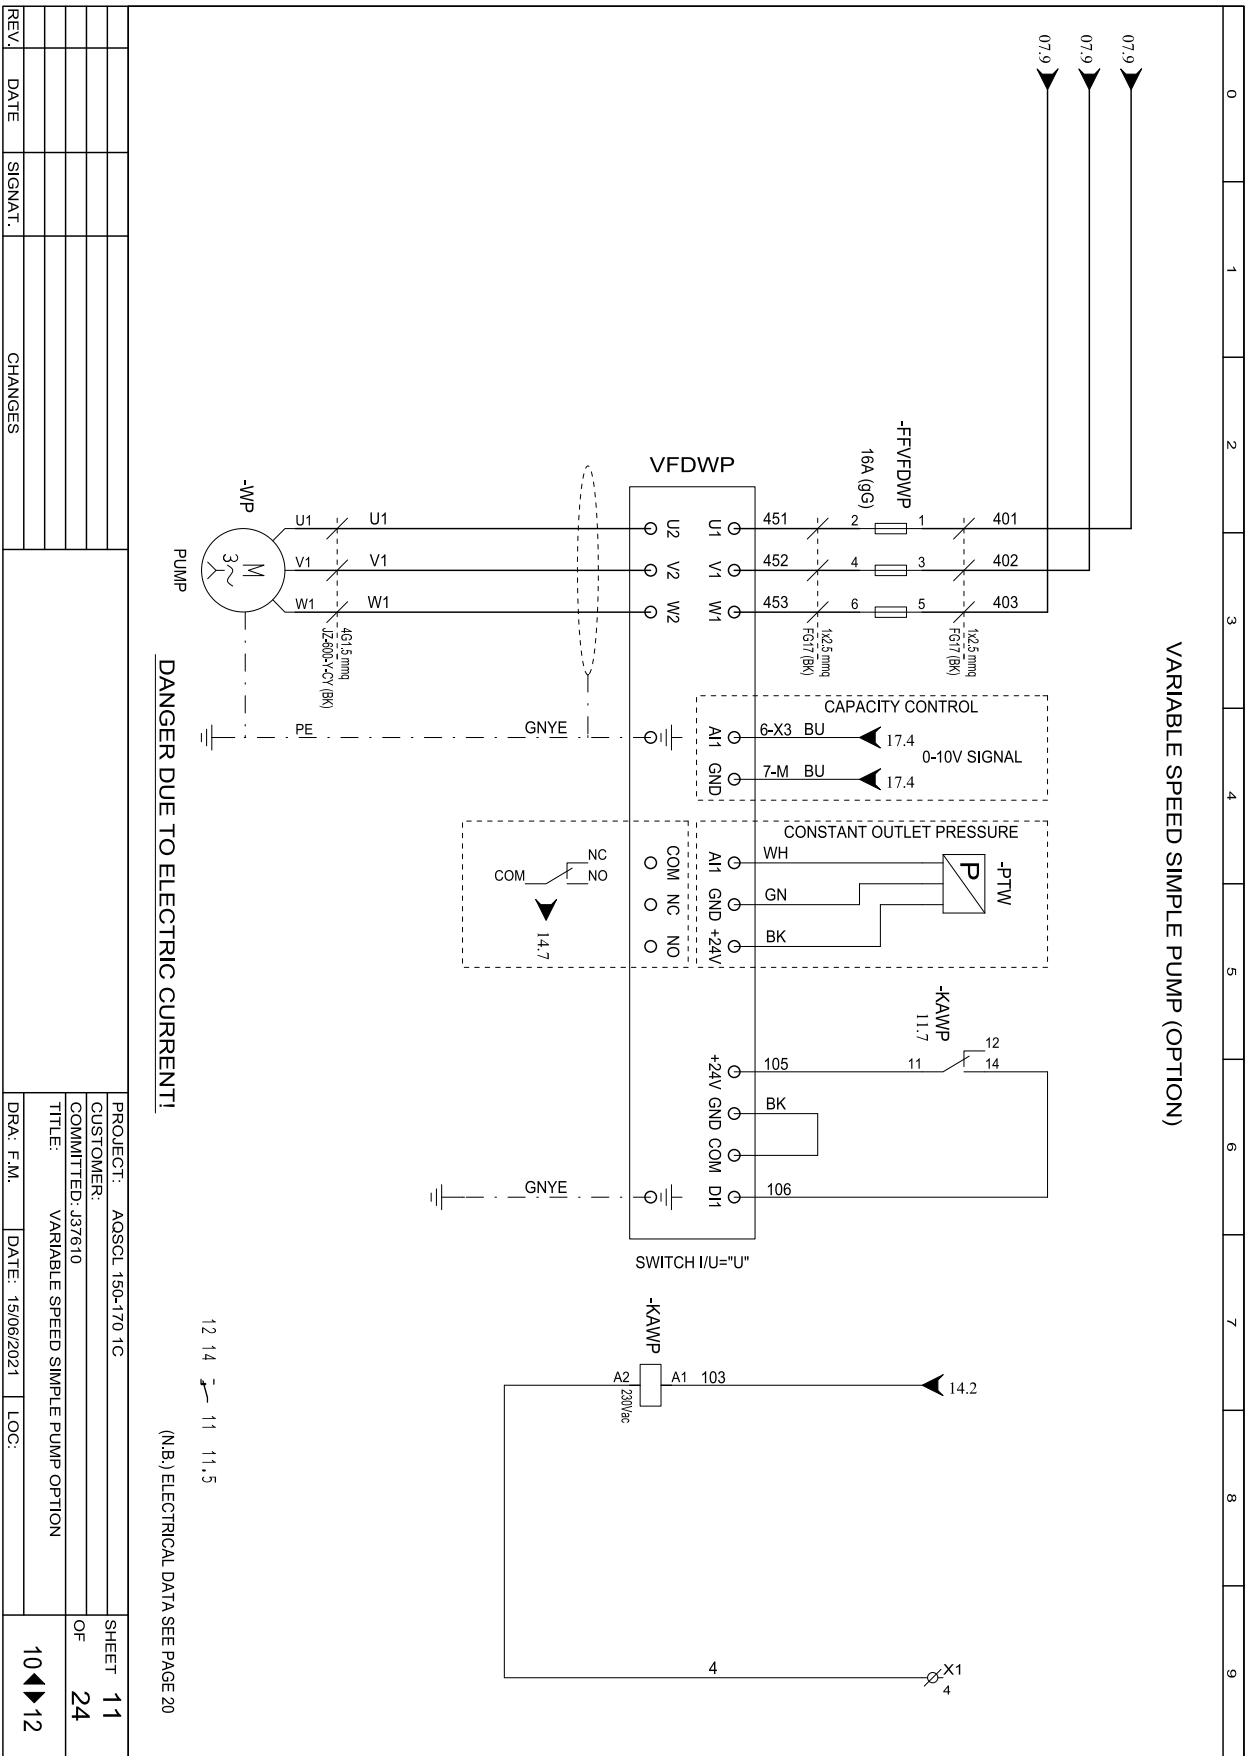 0 1 2 3 4 5 6 7 8 9
VARIABLE SPEED SIMPLE PUMP (OPTION)
07.9
07.9
07.9
401
402
403
1x2.5 mmq
FG17 (BK)
-FFVFDWP
16A (gG)
1 2
3 4
5 6
1x2.5 mmq
FG17 (BK)
451
452
453
VFDWP
U1 V1 W1
U2 V2 W2
CAPACITY CONTROL
6-X3 BU
17.4
0-10V SIGNAL
7-M BU
17.4
AI1 GND
CONSTANT OUTLET PRESSURE
-PTW
P
WH
GN
BK
AI1 GND +24V
COM NC NO
NC
NO
COM
14.7
-KAWP
11.7
12
14
11
105
BK
106
+24V GND COM DI1
SWITCH I/U="U"
GNYE
GNYE
PE
U1 U1
V1 V1
W1 W1
4G1.5 mmq
JZ-600-Y-CY (BK)
-WP
M
3~
PUMP
-KAWP
A2 A1 103
230Vac
14.2
4
X1
4
12 14 11 11.5
DANGER DUE TO ELECTRIC CURRENT!
(N.B.) ELECTRICAL DATA SEE PAGE 20
REV. DATE SIGNAT. CHANGES
PROJECT: AQSCL 150-170 1C
CUSTOMER:
COMMITTED: J37610
TITLE: VARIABLE SPEED SIMPLE PUMP OPTION
DRA: F.M. DATE: 15/06/2021 LOC:
SHEET 11
OF 24
10 12